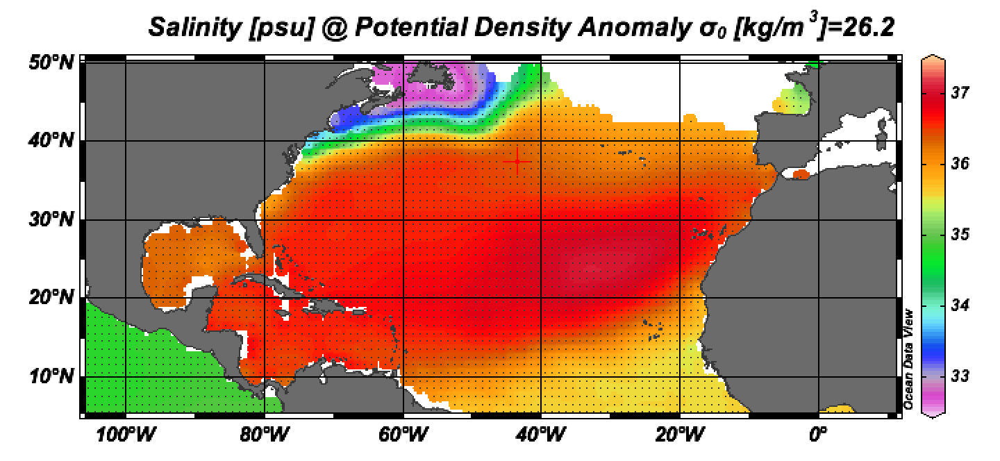 Salinity [psu] @ Potential Density Anomaly σ₀ [kg/m³]=26.2
50°N
40°N
30°N
20°N
10°N
100°W
80°W
60°W
40°W
20°W
0°
37
36
35
34
33
Ocean Data View